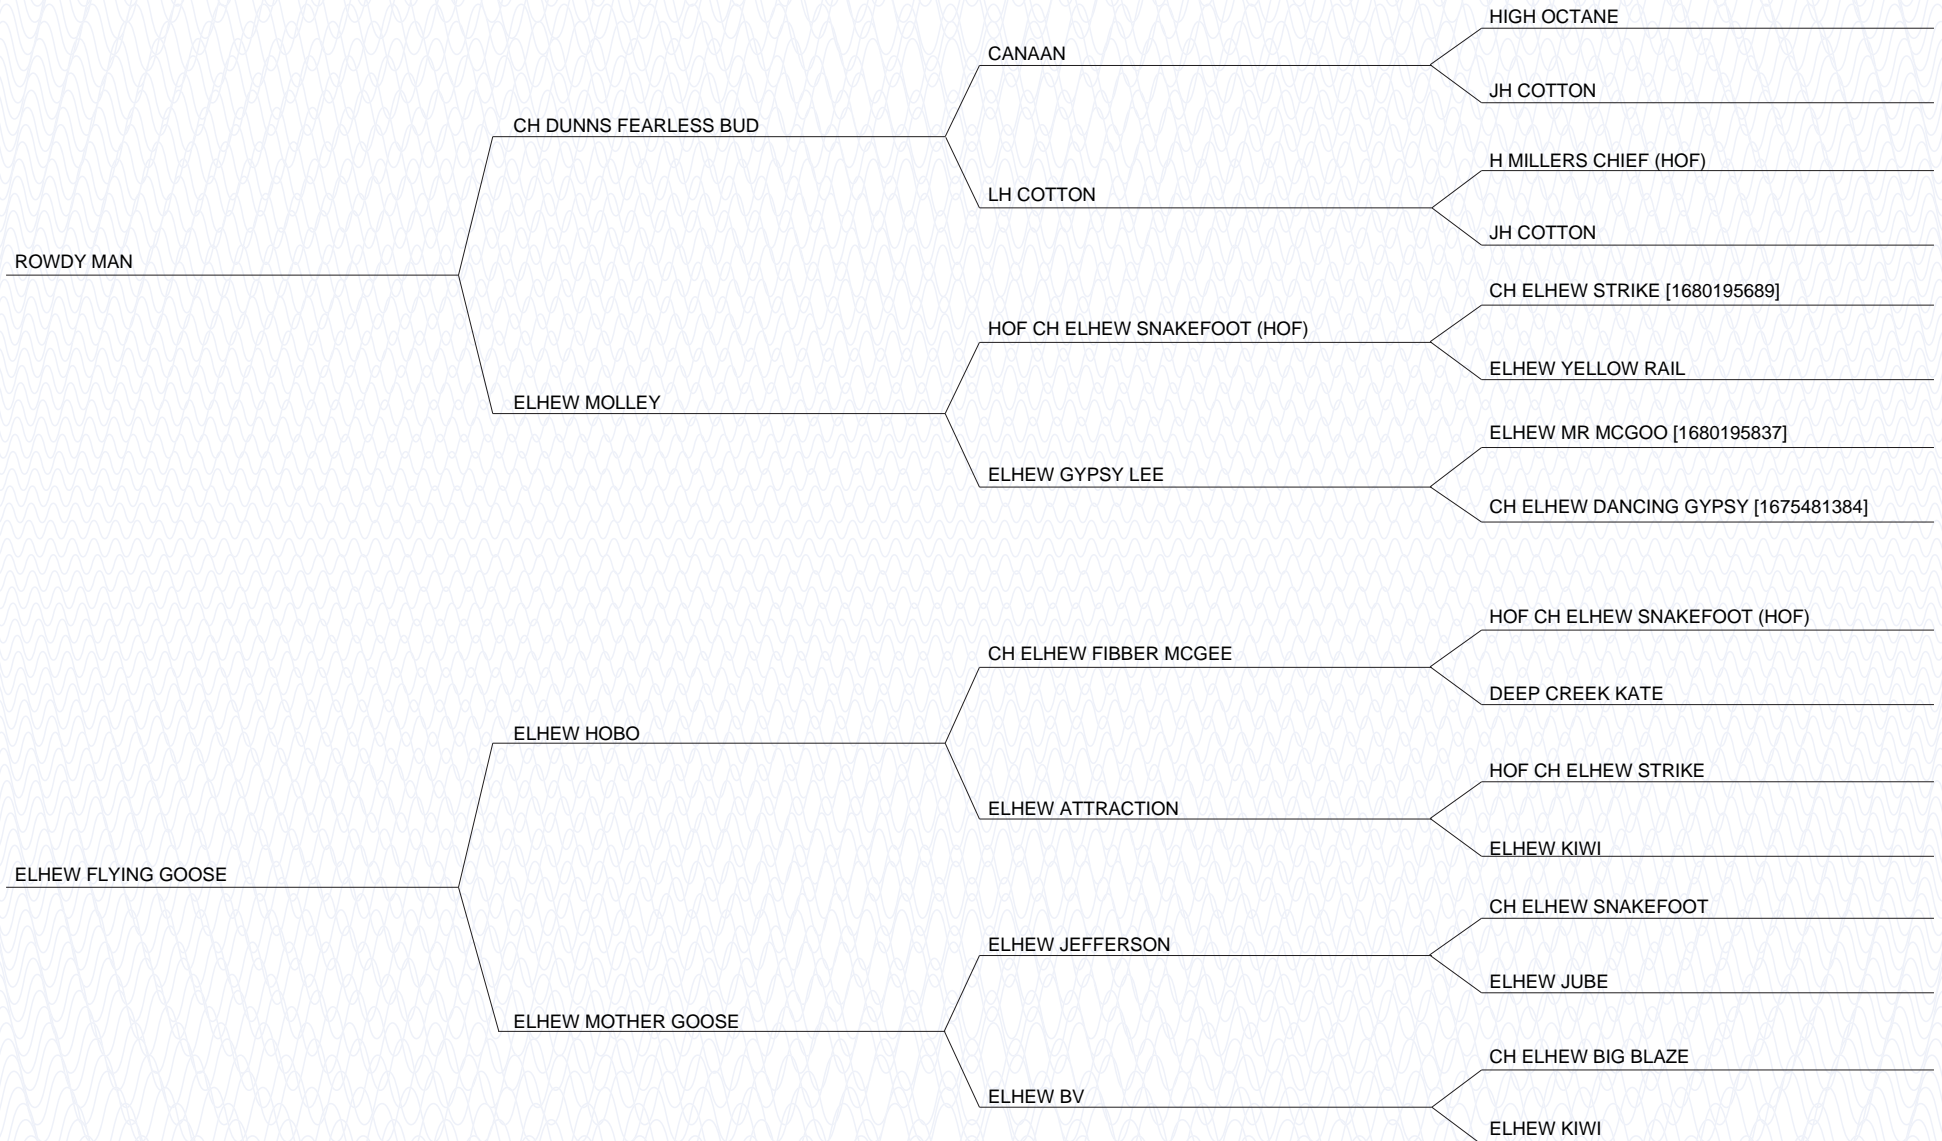 HIGH OCTANE
CANAAN
JH COTTON
CH DUNNS FEARLESS BUD
H MILLERS CHIEF (HOF)
LH COTTON
JH COTTON
ROWDY MAN
CH ELHEW STRIKE [1680195689]
HOF CH ELHEW SNAKEFOOT (HOF)
ELHEW YELLOW RAIL
ELHEW MOLLEY
ELHEW MR MCGOO [1680195837]
ELHEW GYPSY LEE
CH ELHEW DANCING GYPSY [1675481384]
HOF CH ELHEW SNAKEFOOT (HOF)
CH ELHEW FIBBER MCGEE
DEEP CREEK KATE
ELHEW HOBO
HOF CH ELHEW STRIKE
ELHEW ATTRACTION
ELHEW KIWI
ELHEW FLYING GOOSE
CH ELHEW SNAKEFOOT
ELHEW JEFFERSON
ELHEW JUBE
ELHEW MOTHER GOOSE
CH ELHEW BIG BLAZE
ELHEW BV
ELHEW KIWI